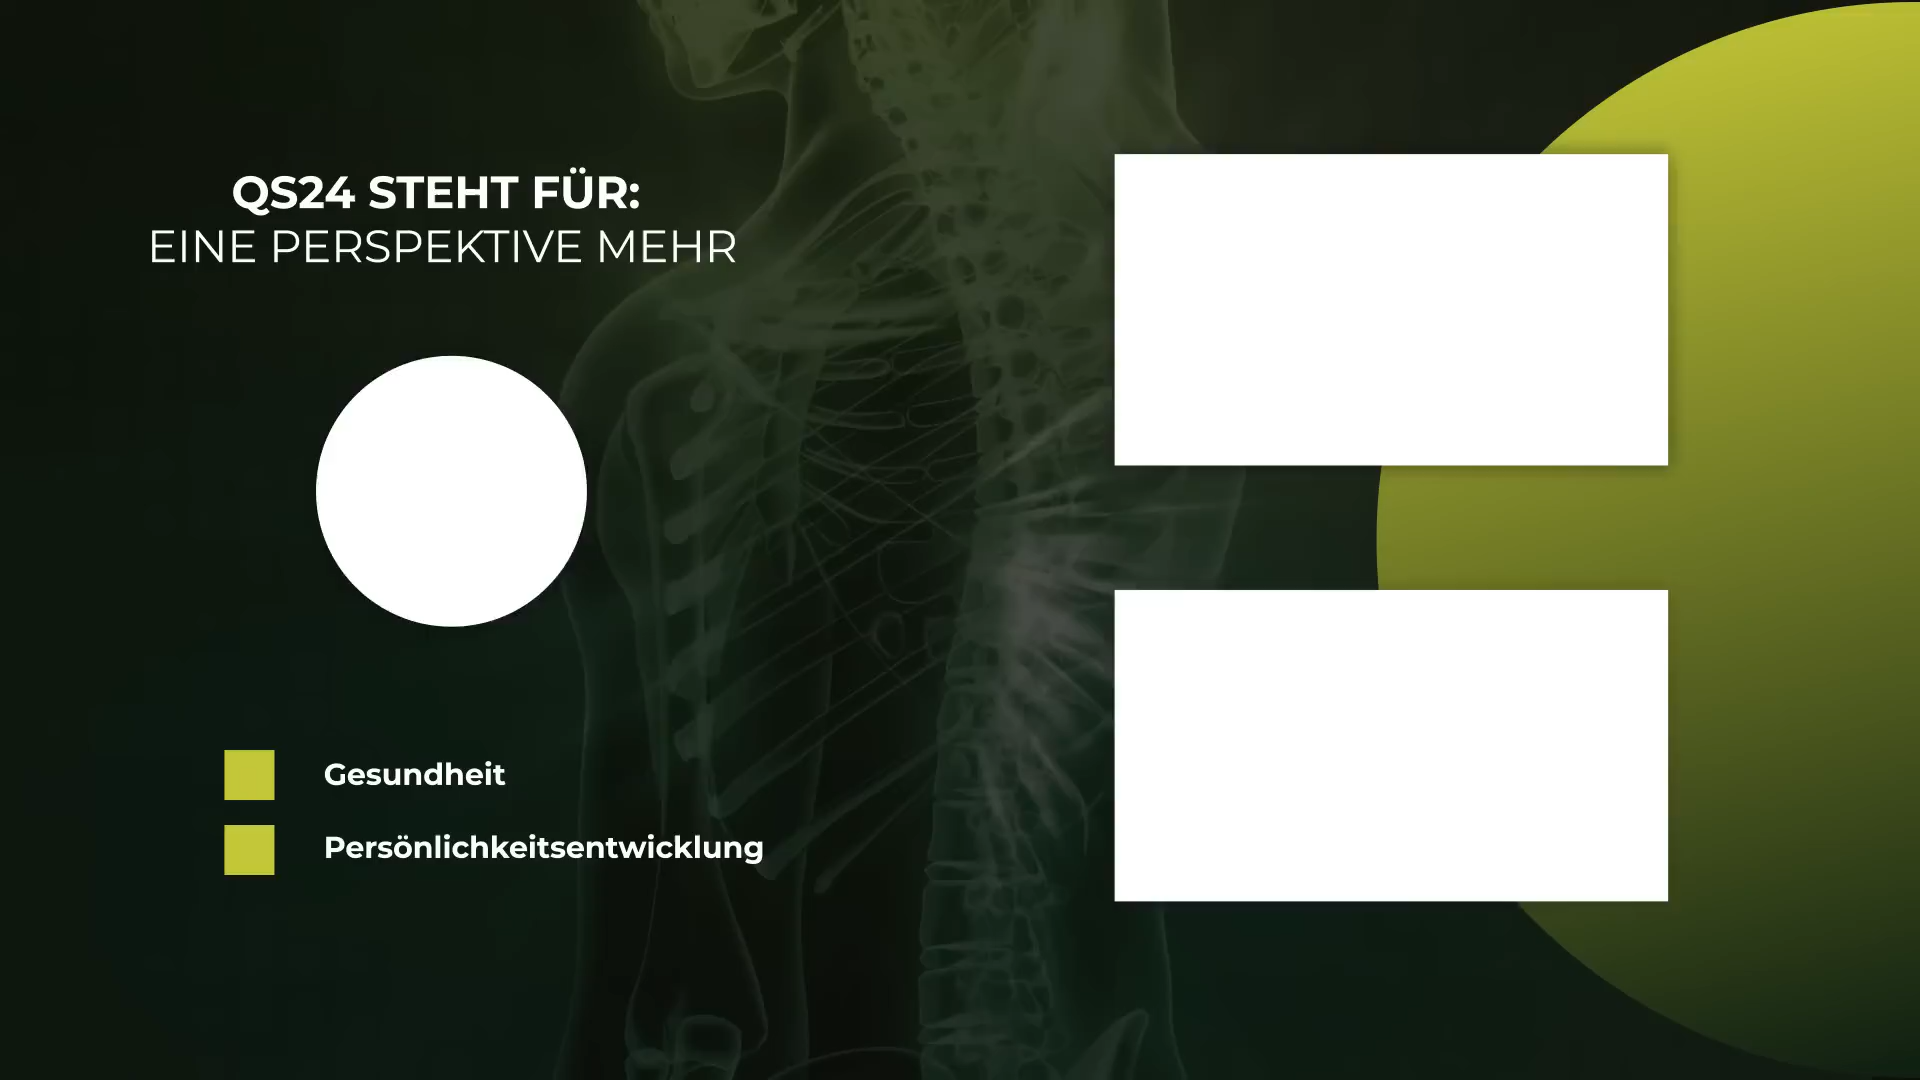 QS24 STEHT FÜR:
EINE PERSPEKTIVE MEHR
Gesundheit
Persönlichkeitsentwicklung